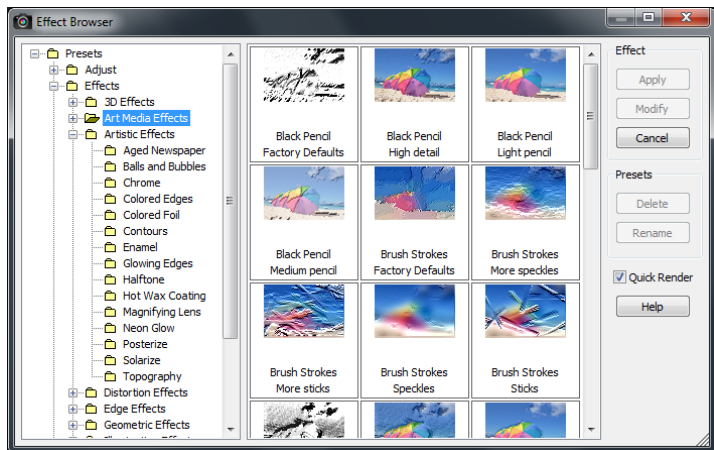 Effect Browser
Presets
Adjust
Effects
3D Effects
Art Media Effects
Artistic Effects
Aged Newspaper
Balls and Bubbles
Chrome
Colored Edges
Colored Foil
Contours
Enamel
Glowing Edges
Halftone
Hot Wax Coating
Magnifying Lens
Neon Glow
Posterize
Solarize
Topography
Distortion Effects
Edge Effects
Geometric Effects
Black Pencil
Factory Defaults
Black Pencil
High detail
Black Pencil
Light pencil
Black Pencil
Medium pencil
Brush Strokes
Factory Defaults
Brush Strokes
More speckles
Brush Strokes
More sticks
Brush Strokes
Speckles
Brush Strokes
Sticks
Effect
Apply
Modify
Cancel
Presets
Delete
Rename
Quick Render
Help